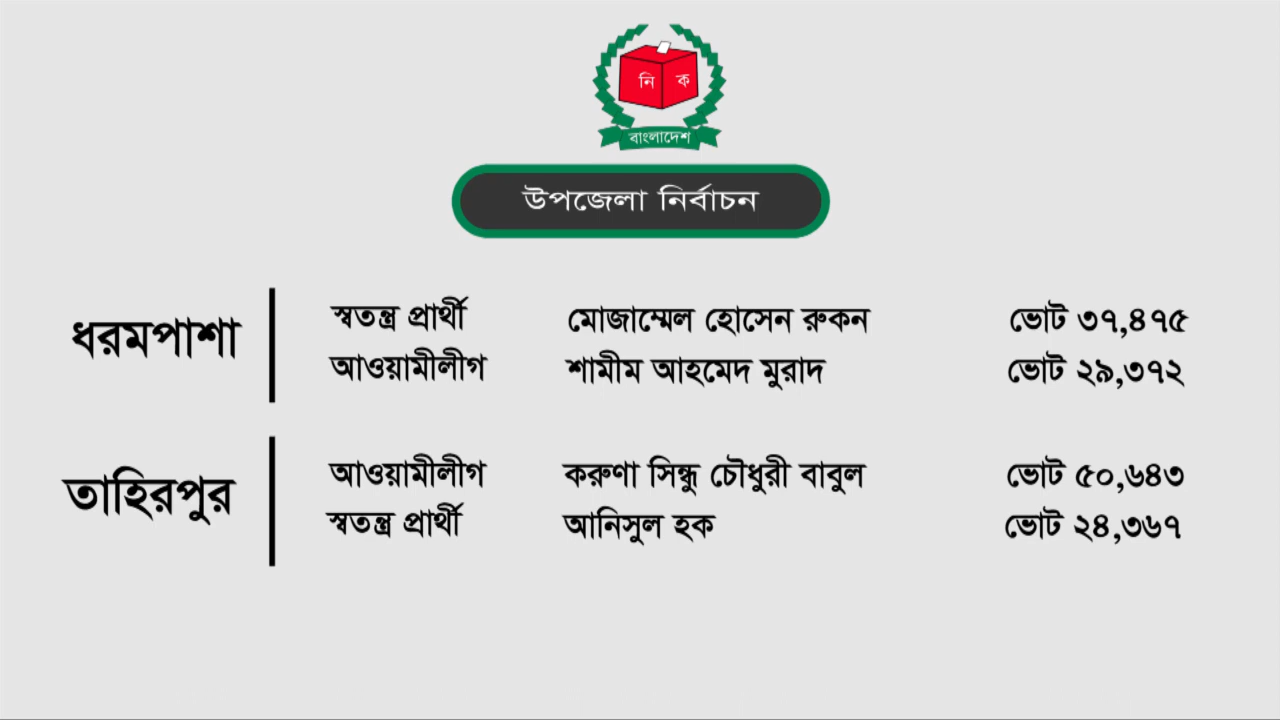 নি ক
বাংলাদেশ
উপজেলা নির্বাচন
ধরমপাশা
স্বতন্ত্র প্রার্থী মোজাম্মেল হোসেন রুকন ভোট ৩৭,৪৭৫
আওয়ামীলীগ শামীম আহমেদ মুরাদ ভোট ২৯,৩৭২
তাহিরপুর
আওয়ামীলীগ করুণা সিন্ধু চৌধুরী বাবুল ভোট ৫০,৬৪৩
স্বতন্ত্র প্রার্থী আনিসুল হক ভোট ২৪,৩৬৭